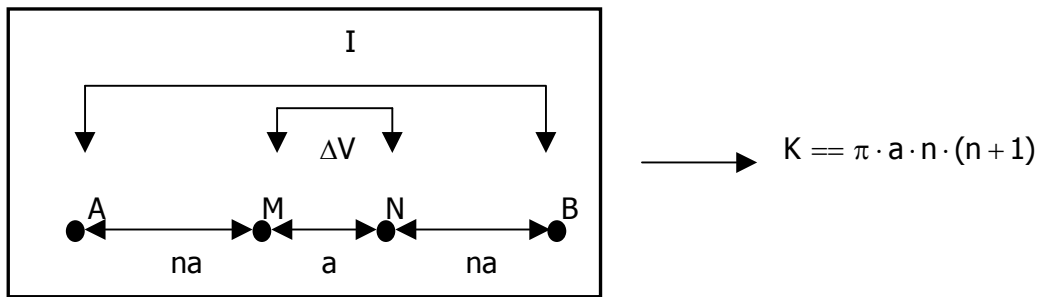 I
ΔV
K == π · a · n · (n + 1)
A M N B
na a na